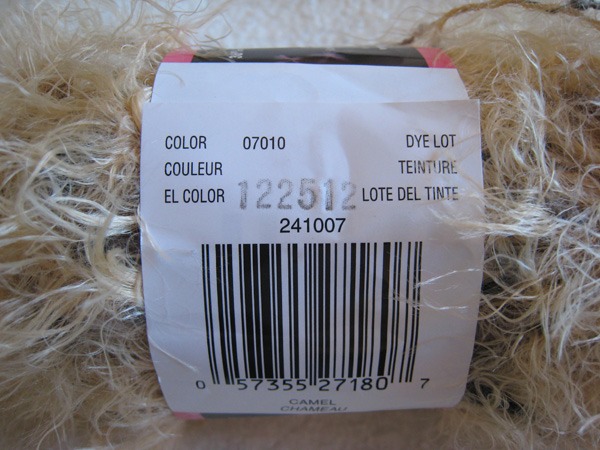 COLOR 07010 DYE LOT
COULEUR TEINTURE
EL COLOR 122512 LOTE DEL TINTE
241007
0 57355 27180 7
CAMEL
CHAMEAU